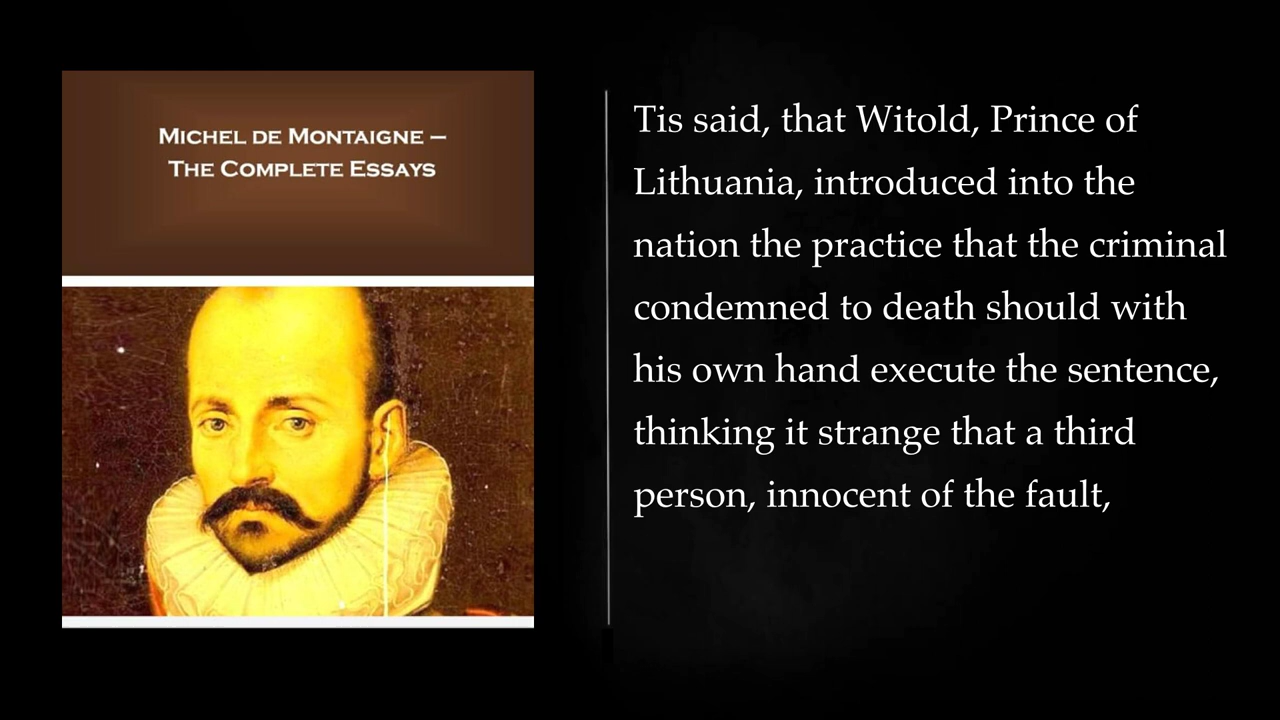 MICHEL DE MONTAIGNE –
THE COMPLETE ESSAYS
Tis said, that Witold, Prince of
Lithuania, introduced into the
nation the practice that the criminal
condemned to death should with
his own hand execute the sentence,
thinking it strange that a third
person, innocent of the fault,